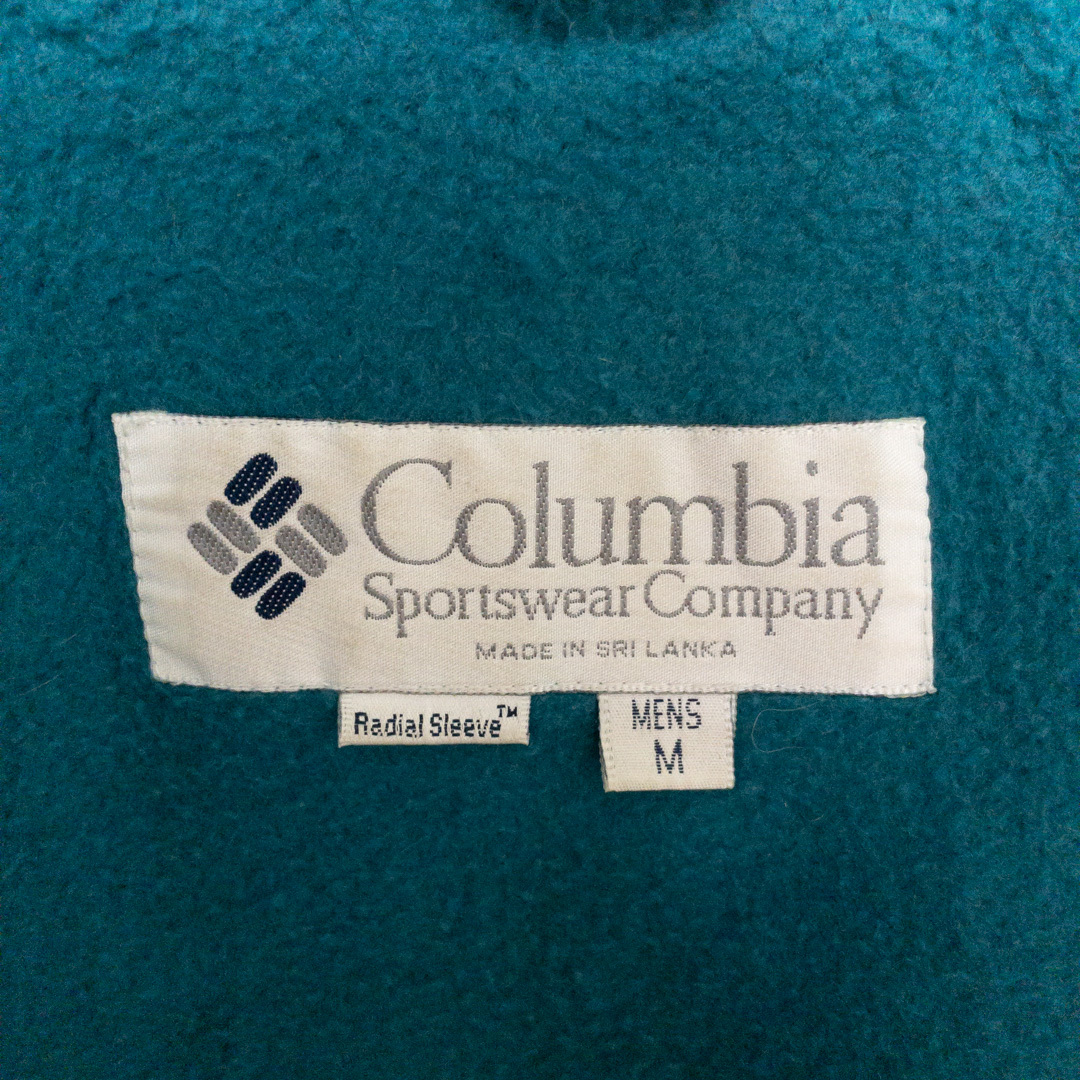 Columbia
Sportswear Company
MADE IN SRI LANKA
Radial Sleeve™
MENS
M